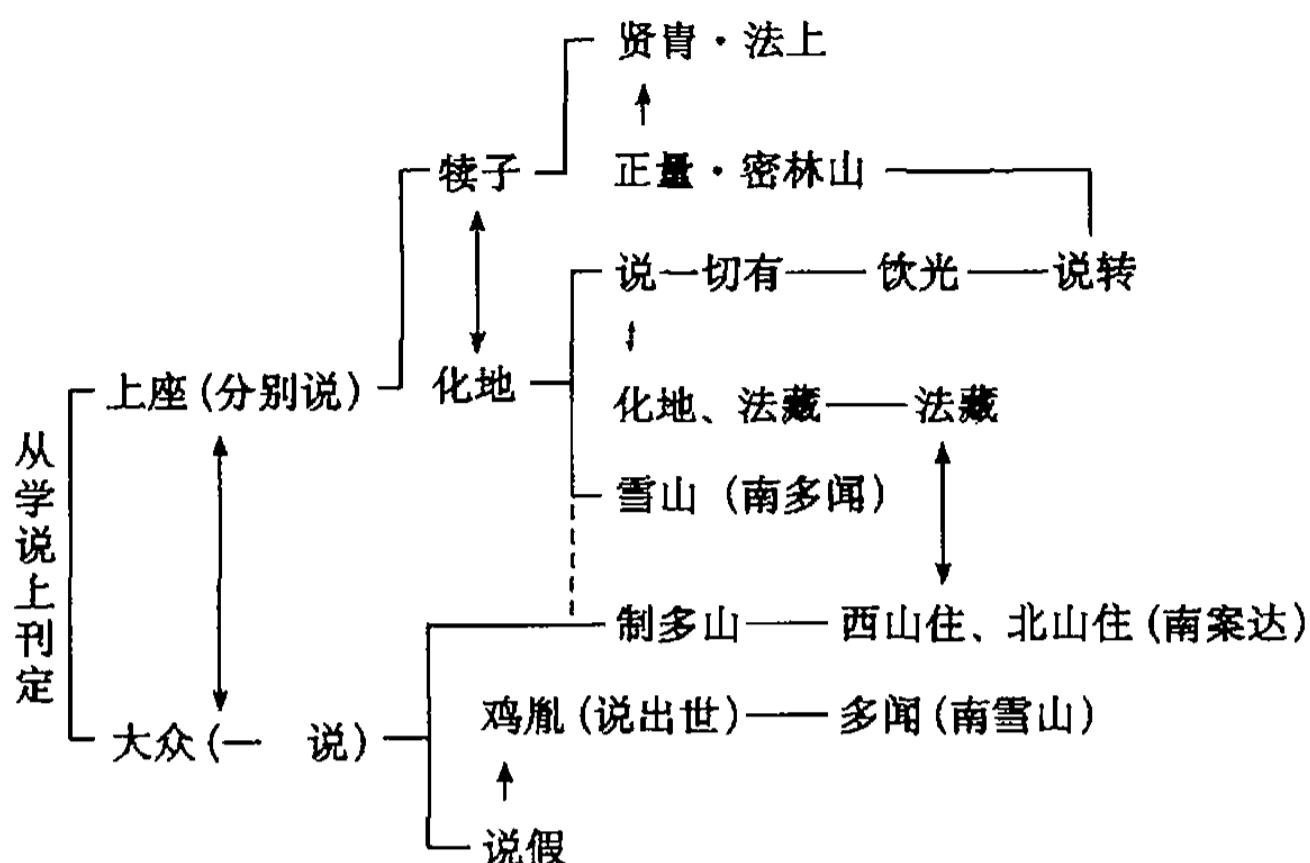 贤胄·法上
犊子
正量·密林山
说一切有 饮光 说转
上座(分别说)
化地
化地、法藏 法藏
从学说上刊定
雪山 (南多闻)
制多山 西山住、北山住(南案达)
鸡胤(说出世) 多闻(南雪山)
大众(一 说)
说假